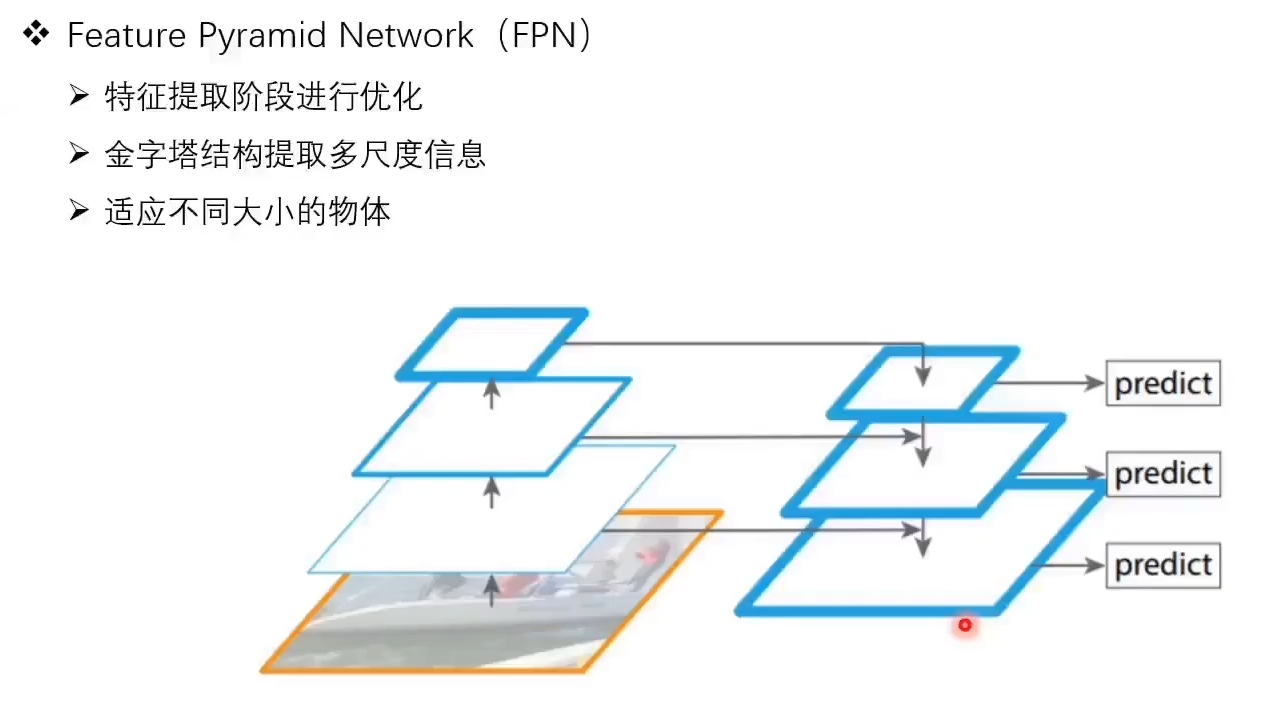 Feature Pyramid Network（FPN）
特征提取阶段进行优化
金字塔结构提取多尺度信息
适应不同大小的物体
predict
predict
predict